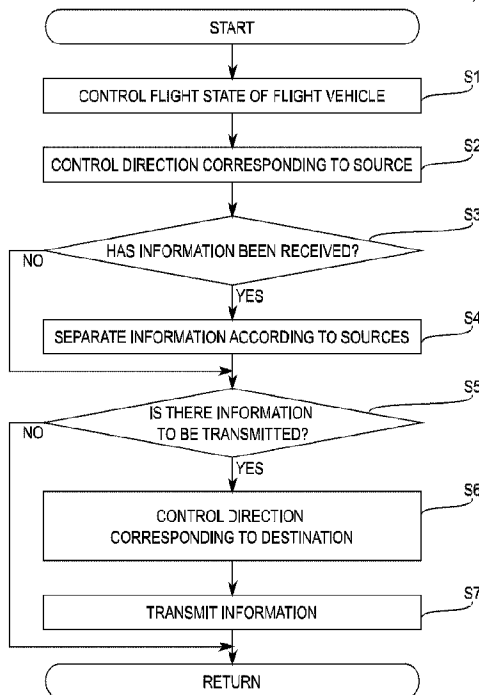 START
S1
CONTROL FLIGHT STATE OF FLIGHT VEHICLE
S2
CONTROL DIRECTION CORRESPONDING TO SOURCE
S3
HAS INFORMATION BEEN RECEIVED?
NO
YES
S4
SEPARATE INFORMATION ACCORDING TO SOURCES
S5
IS THERE INFORMATION
TO BE TRANSMITTED?
NO
YES
S6
CONTROL DIRECTION
CORRESPONDING TO DESTINATION
S7
TRANSMIT INFORMATION
RETURN